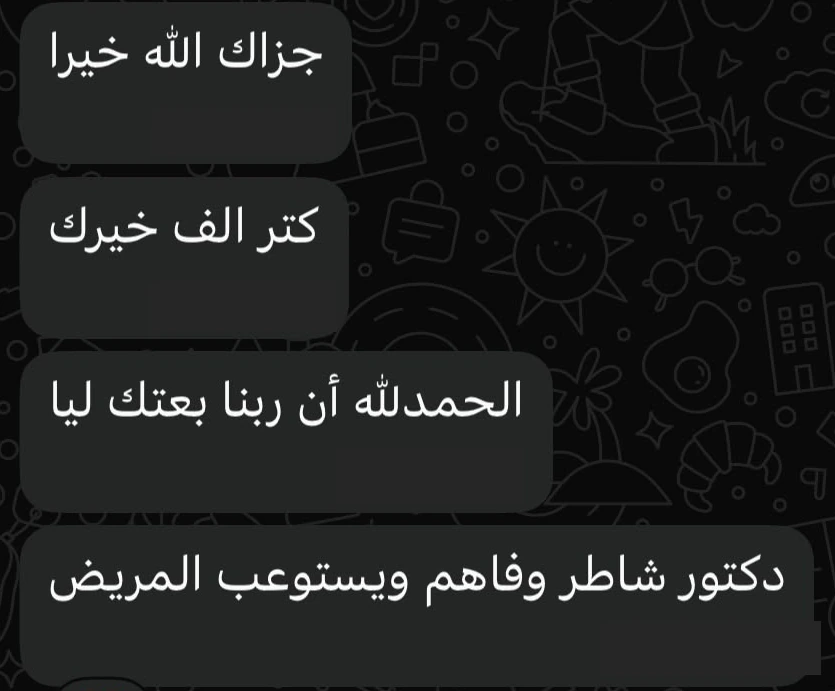 جزاك الله خيرا
كتر الف خيرك
الحمدلله أن ربنا بعتك ليا
دكتور شاطر وفاهم ويستوعب المريض